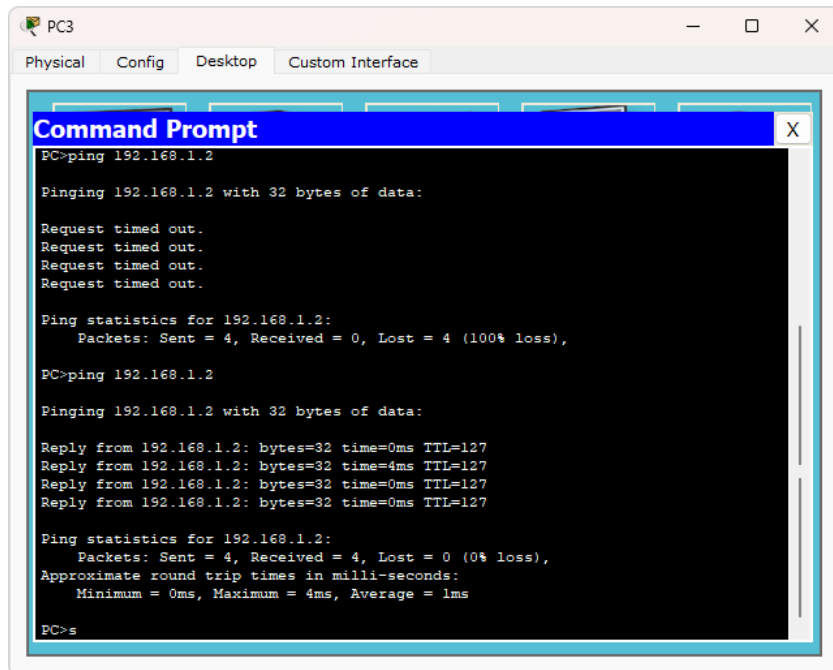 PC3
Physical Config Desktop Custom Interface
Command Prompt X
PC>ping 192.168.1.2
Pinging 192.168.1.2 with 32 bytes of data:
Request timed out.
Request timed out.
Request timed out.
Request timed out.
Ping statistics for 192.168.1.2:
Packets: Sent = 4, Received = 0, Lost = 4 (100% loss),
PC>ping 192.168.1.2
Pinging 192.168.1.2 with 32 bytes of data:
Reply from 192.168.1.2: bytes=32 time=0ms TTL=127
Reply from 192.168.1.2: bytes=32 time=4ms TTL=127
Reply from 192.168.1.2: bytes=32 time=0ms TTL=127
Reply from 192.168.1.2: bytes=32 time=0ms TTL=127
Ping statistics for 192.168.1.2:
Packets: Sent = 4, Received = 4, Lost = 0 (0% loss),
Approximate round trip times in milli-seconds:
Minimum = 0ms, Maximum = 4ms, Average = 1ms
PC>s